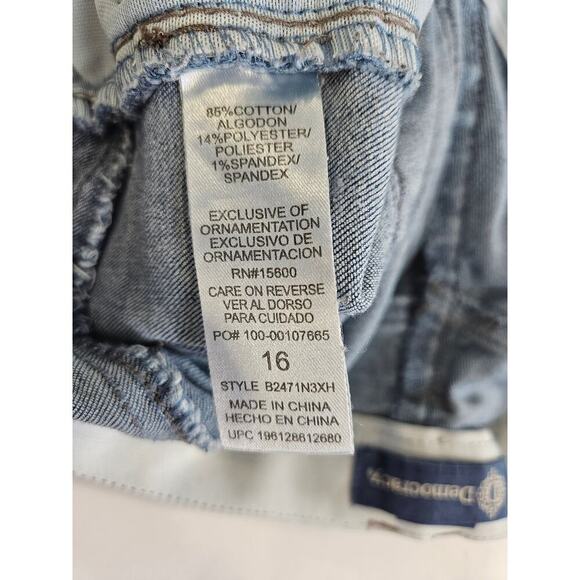 85%COTTON/
ALGODON
14%POLYESTER/
POLIESTER
1%SPANDEX/
SPANDEX
EXCLUSIVE OF
ORNAMENTATION
EXCLUSIVO DE
ORNAMENTACION
RN#15600
CARE ON REVERSE
VER AL DORSO
PARA CUIDADO
PO# 100-00107665
16
STYLE B2471N3XH
MADE IN CHINA
HECHO EN CHINA
UPC 196128612680
Democracy